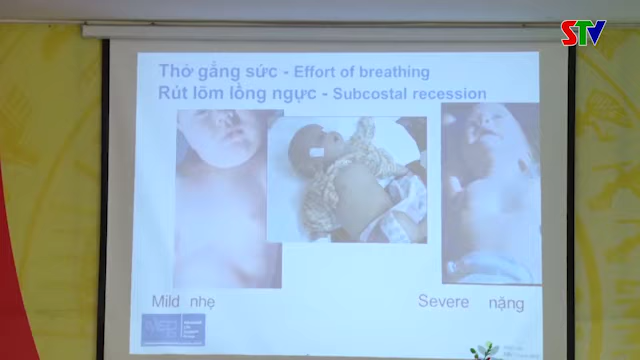 STV
Thở gắng sức - Effort of breathing
Rút lõm lồng ngực - Subcostal recession
Mild nhẹ
Severe nặng